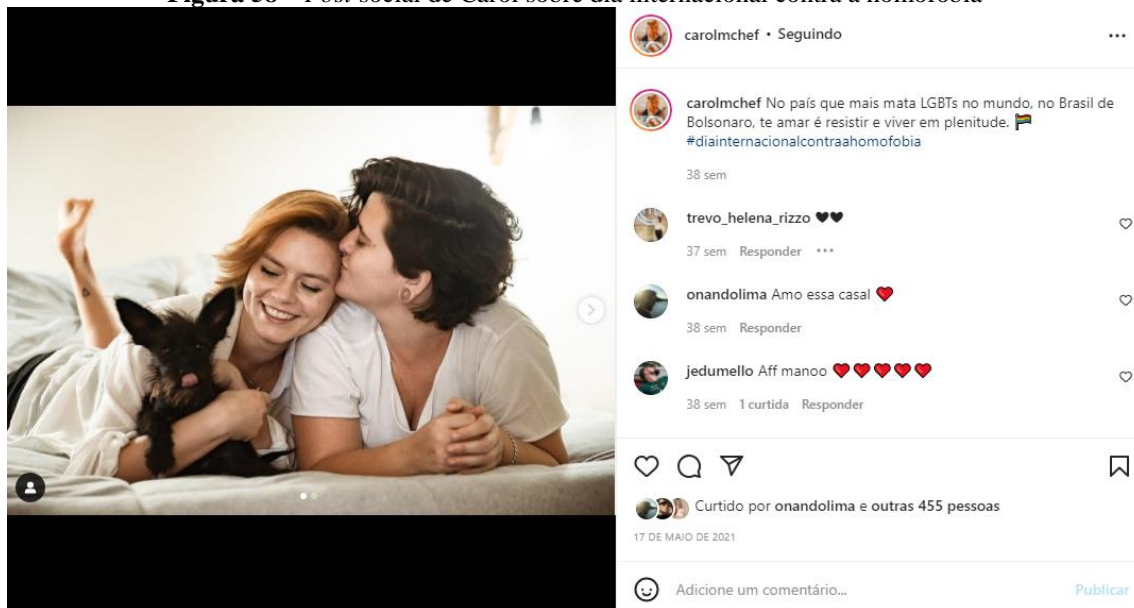 Figura 38 – Post social de Carol sobre dia internacional contra a homofobia
carolmchef • Seguindo
carolmchef No país que mais mata LGBTs no mundo, no Brasil de
Bolsonaro, te amar é resistir e viver em plenitude.
#diainternacionalcontraahomofobia
38 sem
trevo_helena_rizzo
37 sem Responder
onandolima Amo essa casal
38 sem Responder
jedumello Aff manoo
38 sem 1 curtida Responder
Curtido por onandolima e outras 455 pessoas
17 DE MAIO DE 2021
Adicione um comentário... Publicar